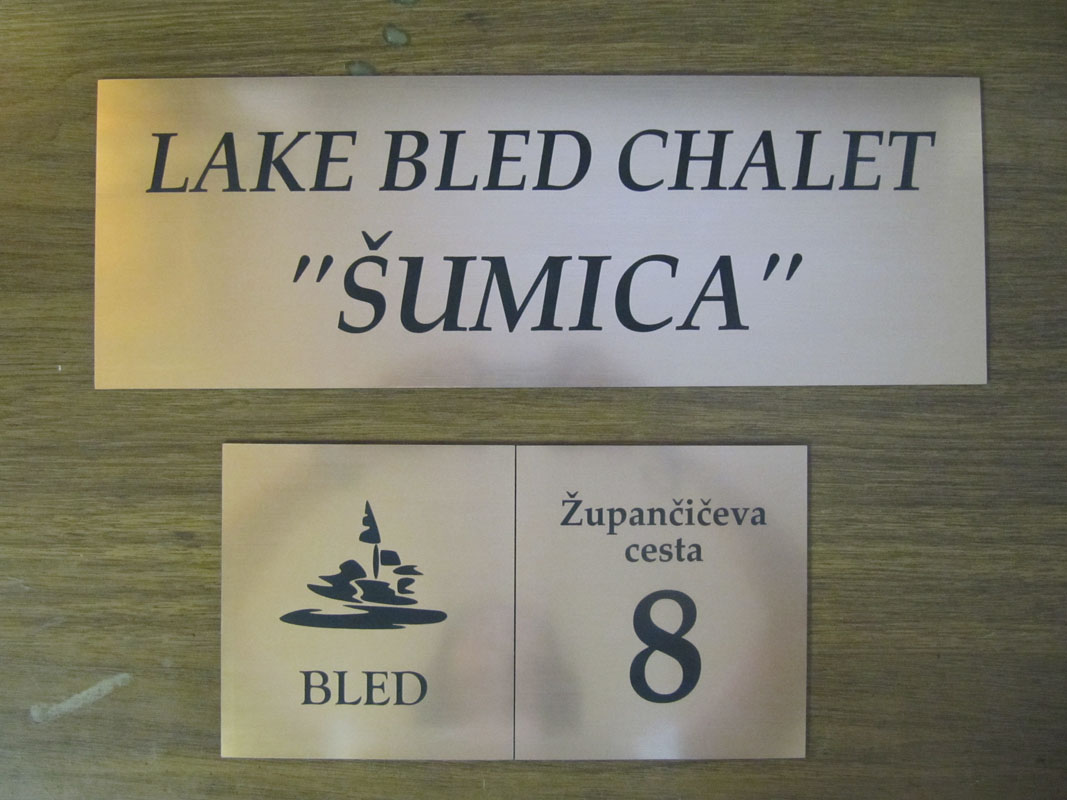 LAKE BLED CHALET
"ŠUMICA"
BLED
Župančičeva
cesta
8